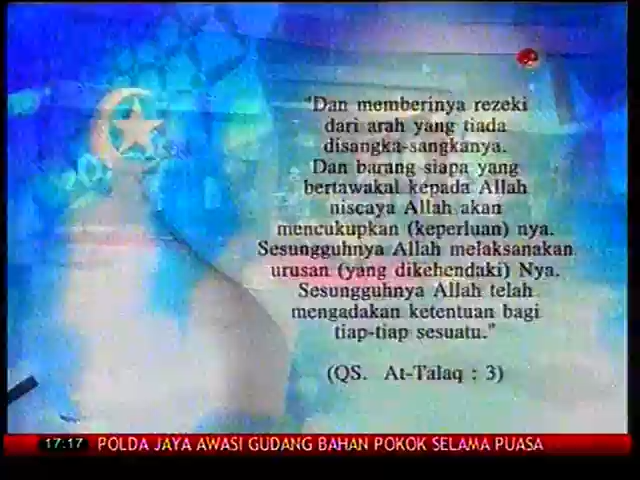 "Dan memberinya rezeki
dari arah yang tiada
disangka-sangkanya.
Dan barang siapa yang
bertawakal kepada Allah
niscaya Allah akan
mencukupkan (keperluan) nya.
Sesungguhnya Allah melaksanakan
urusan (yang dikehendaki) Nya.
Sesungguhnya Allah telah
mengadakan ketentuan bagi
tiap-tiap sesuatu."
(QS. At-Talaq : 3)
17:17 POLDA JAYA AWASI GUDANG BAHAN POKOK SELAMA PUASA